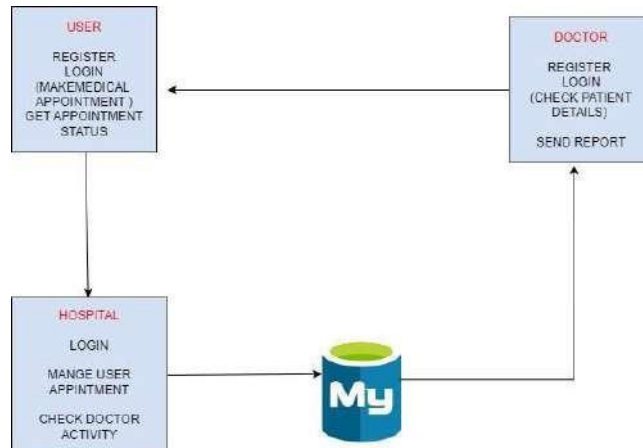 USER
REGISTER
LOGIN
(MAKEMEDICAL
APPOINTMENT )
GET APPOINTMENT
STATUS
DOCTOR
REGISTER
LOGIN
(CHECK PATIENT
DETAILS)
SEND REPORT
HOSPITAL
LOGIN
MANGE USER
APPINTMENT
CHECK DOCTOR
ACTIVITY
My